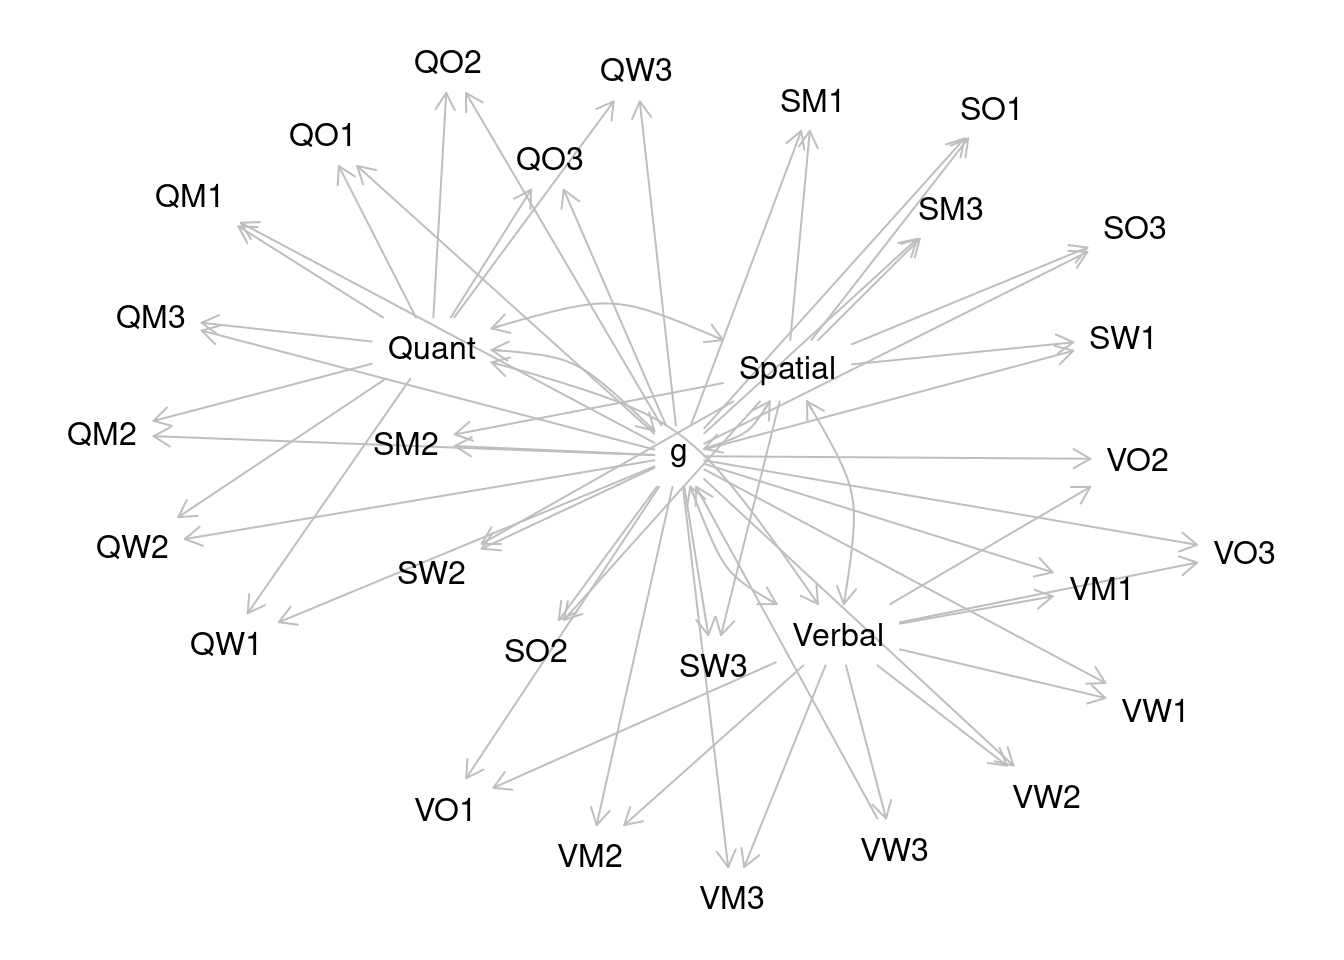 QO2
QW3
SM1
SO1
QO1
QO3
QM1
SM3
SO3
QM3
SW1
Quant
Spatial
QM2
SM2
g
VO2
QW2
VO3
SW2
VM1
Verbal
QW1
SO2
SW3
VW1
VW2
VO1
VW3
VM2
VM3